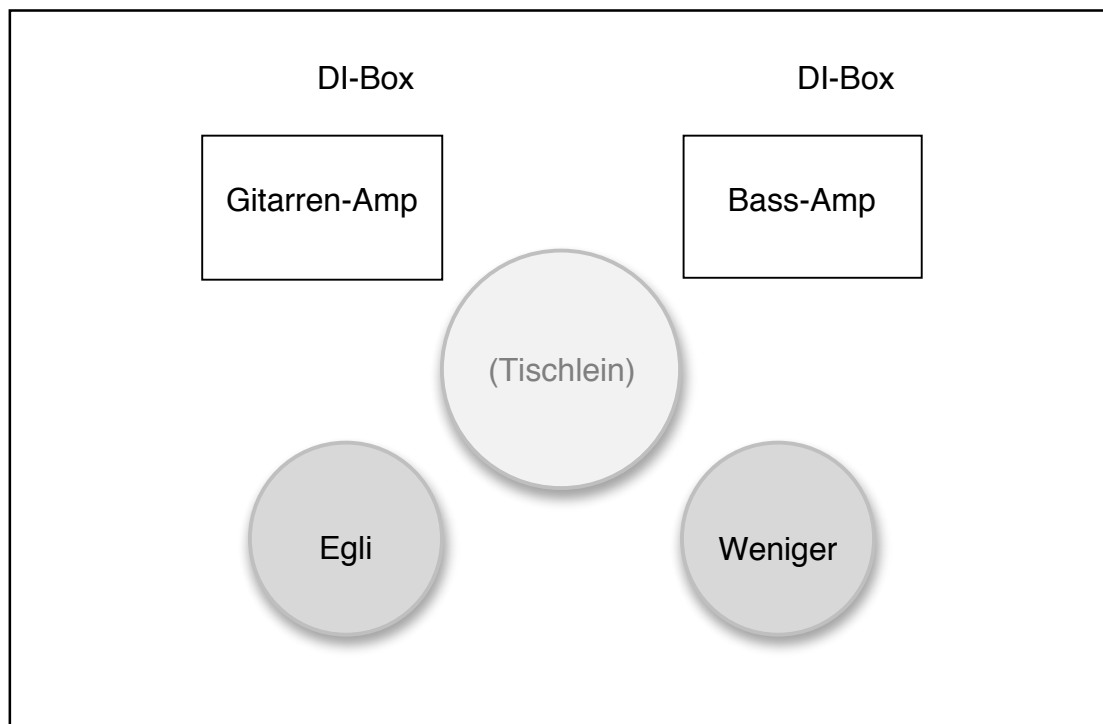 DI-Box
DI-Box
Gitarren-Amp
Bass-Amp
(Tischlein)
Egli
Weniger